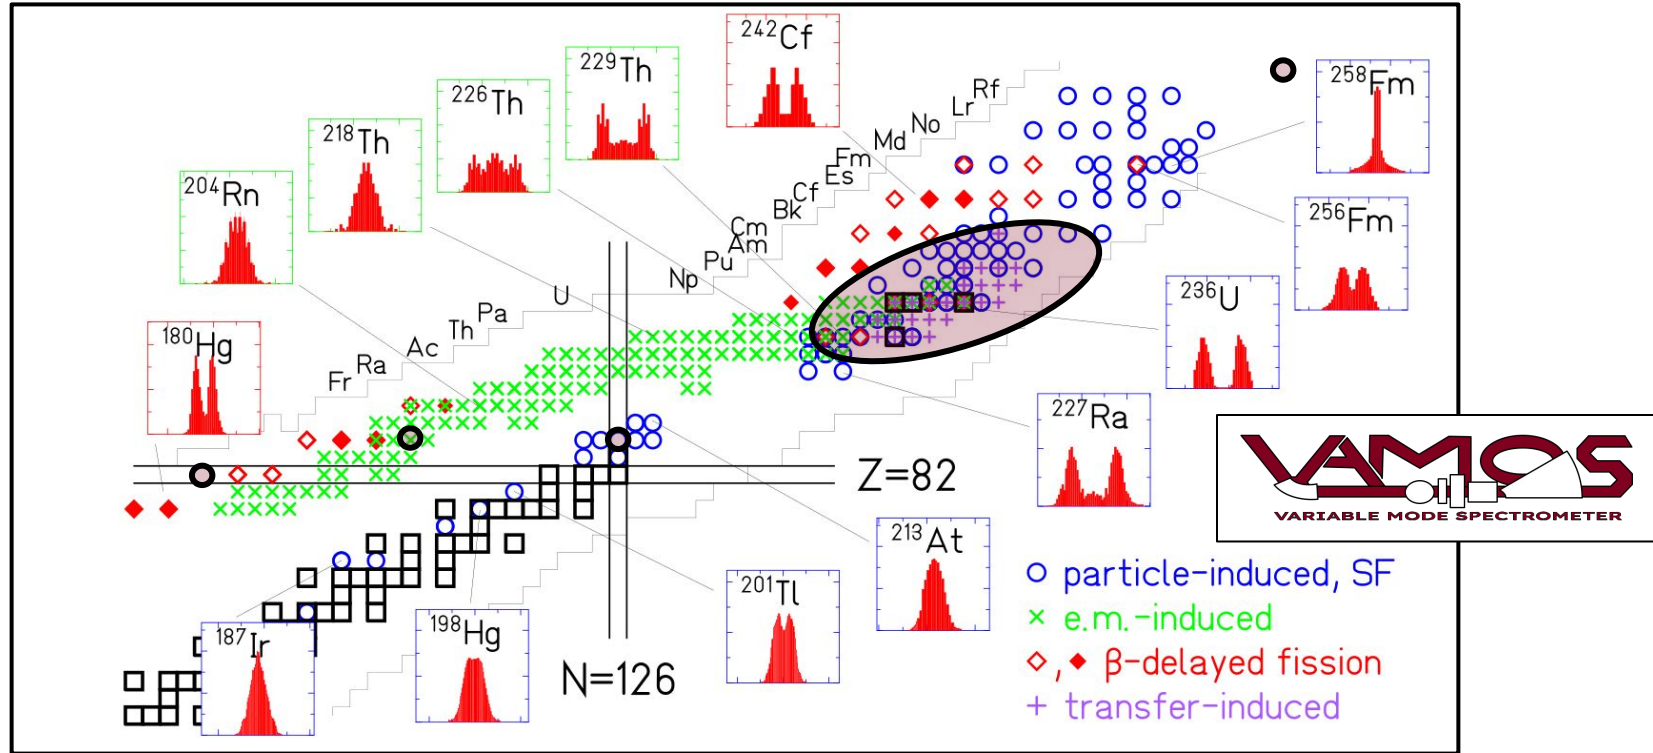 242Cf
229Th
258Fm
226Th
Rf
Lr
No
218Th
Md
Fm
204Rn
Es
Cf
256Fm
Bk
Cm
Am
Pu
Np
236U
U
Pa
180Hg
Th
Ac
Ra
Fr
227Ra
VAMOS
Z=82
VARIABLE MODE SPECTROMETER
213At
particle-induced, SF
201Tl
e.m.-induced
198Hg
187Ir
β-delayed fission
N=126
transfer-induced